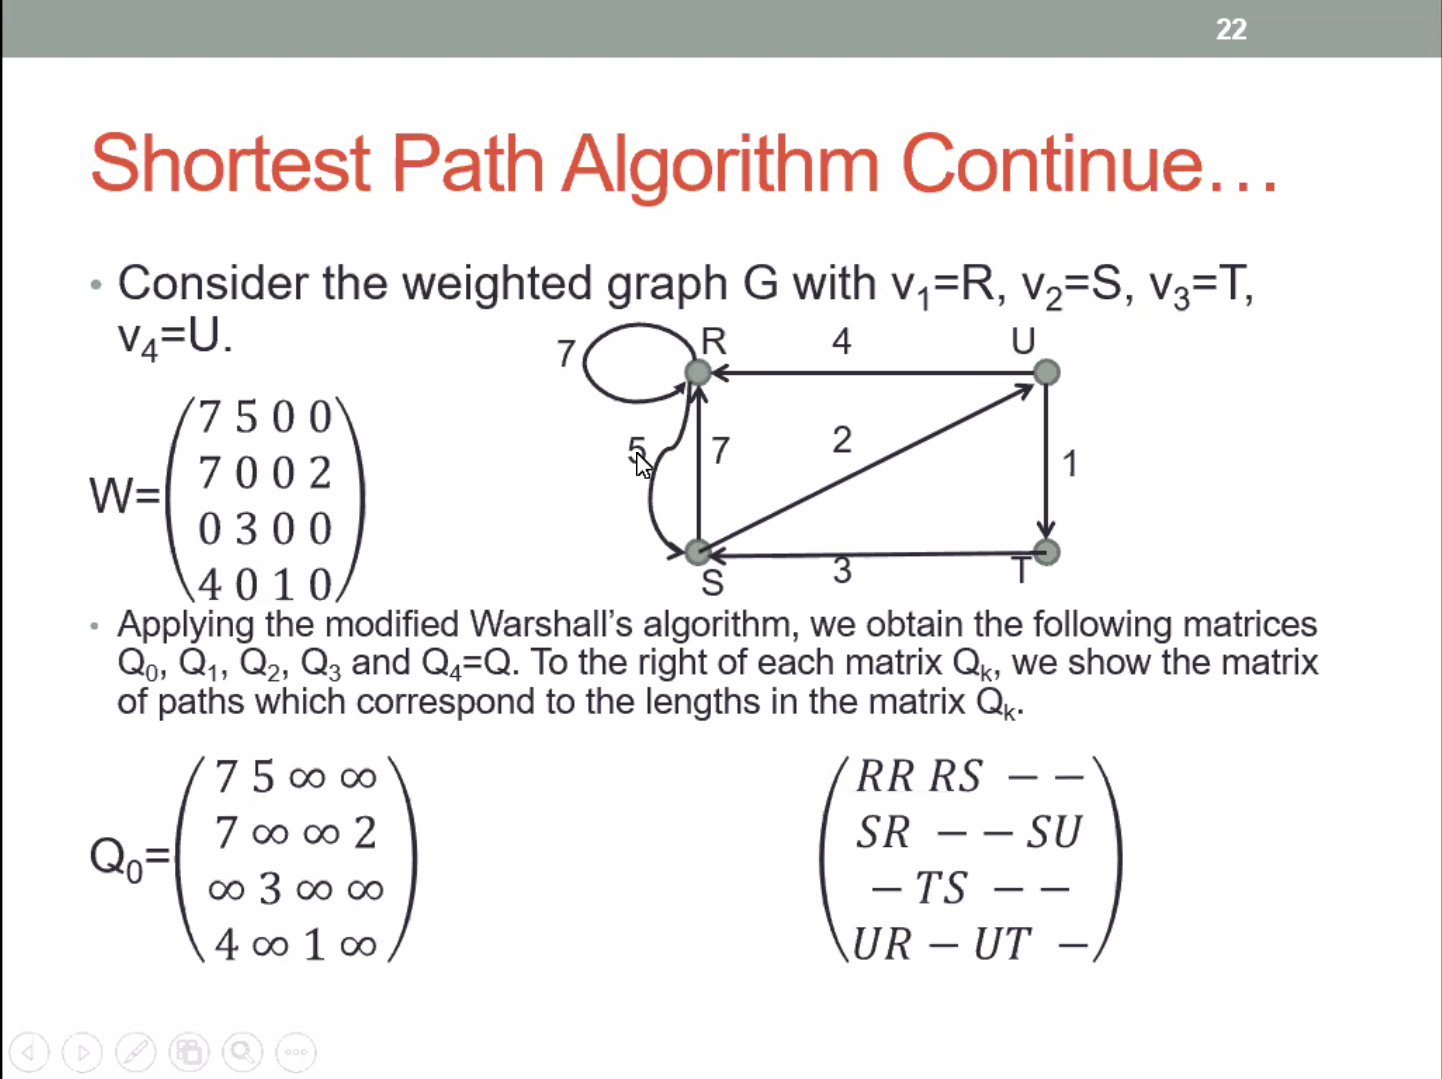 22
Shortest Path Algorithm Continue…
• Consider the weighted graph G with v₁=R, v₂=S, v₃=T,
v₄=U.
7
R
4
U
5
7
2
1
S
3
T
W=
7 5 0 0
7 0 0 2
0 3 0 0
4 0 1 0
• Applying the modified Warshall’s algorithm, we obtain the following matrices
Q₀, Q₁, Q₂, Q₃ and Q₄=Q. To the right of each matrix Qₖ, we show the matrix
of paths which correspond to the lengths in the matrix Qₖ.
Q₀=
7 5 ∞ ∞
7 ∞ ∞ 2
∞ 3 ∞ ∞
4 ∞ 1 ∞
RR RS − −
SR − − SU
− TS − −
UR − UT −